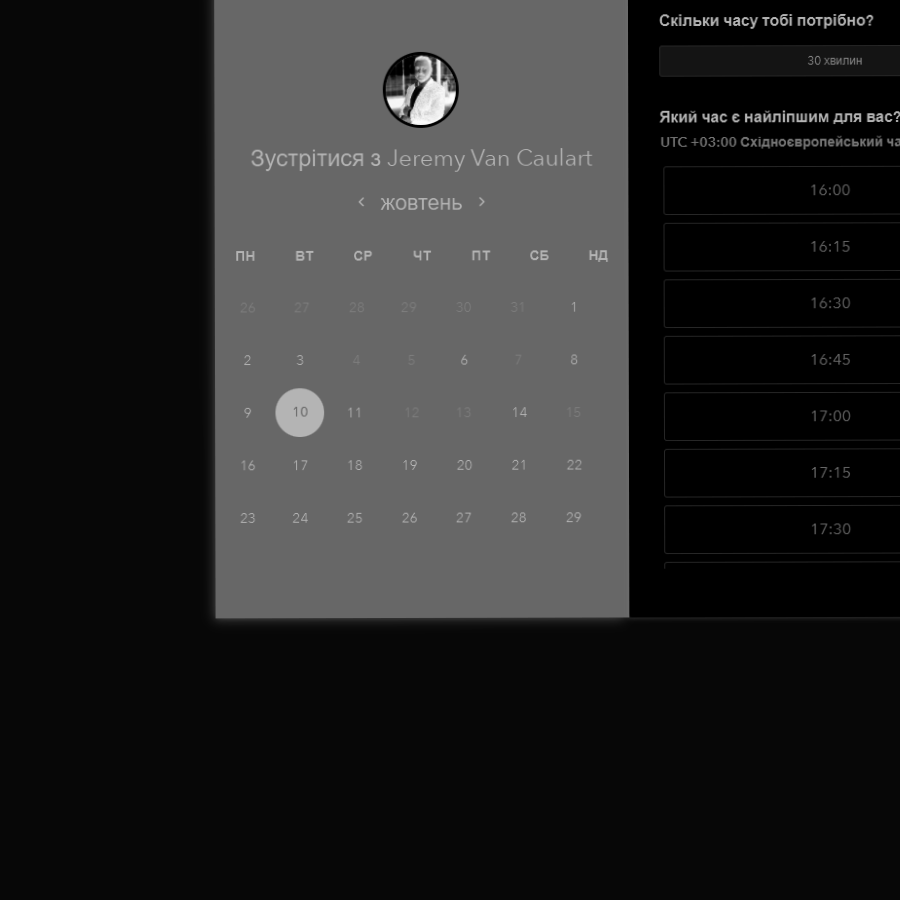 Зустрітися з Jeremy Van Caulart
жовтень
ПН ВТ СР ЧТ ПТ СБ НД
26 27 28 29 30 31 1
2 3 4 5 6 7 8
9 10 11 12 13 14 15
16 17 18 19 20 21 22
23 24 25 26 27 28 29
Скільки часу тобі потрібно?
30 хвилин
Який час є найліпшим для вас?
UTC +03:00 Східноєвропейський
16:00
16:15
16:30
16:45
17:00
17:15
17:30